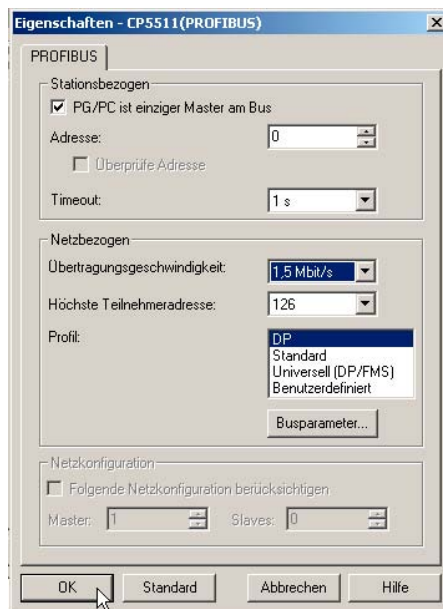 Eigenschaften - CP5511(PROFIBUS)
PROFIBUS
Stationsbezogen
PG/PC ist einziger Master am Bus
Adresse: 0
Überprüfe Adresse
Timeout: 1 s
Netzbezogen
Übertragungsgeschwindigkeit: 1,5 Mbit/s
Höchste Teilnehmeradresse: 126
Profil: DP
Standard
Universell (DP/FMS)
Benutzerdefiniert
Busparameter...
Netzkonfiguration
Folgende Netzkonfiguration berücksichtigen
Master: 1 Slaves: 0
OK Standard Abbrechen Hilfe